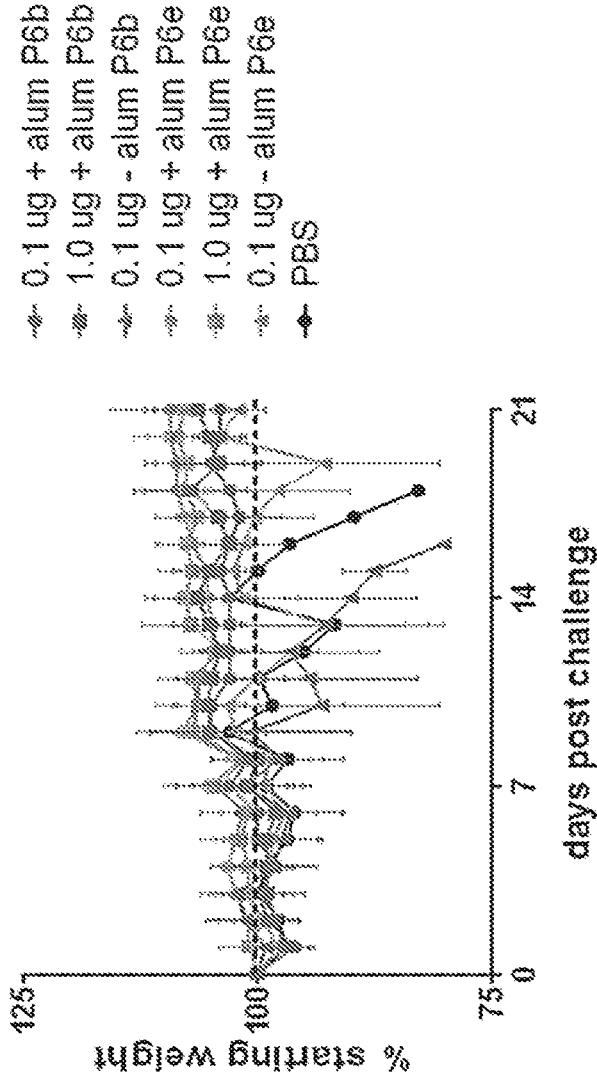 125
100
75
% starting weight
0
7
14
21
days post challenge
0.1 ug + alum P6b
1.0 ug + alum P6b
0.1 ug - alum P6b
0.1 ug + alum P6e
1.0 ug + alum P6e
0.1 ug - alum P6e
PBS